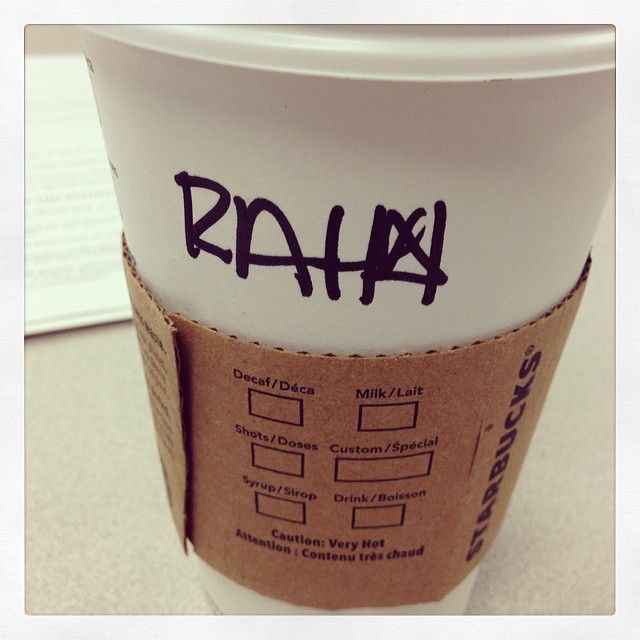 RAHM
Decaf/Déca
Milk/Lait
Shots/Doses
Custom/Spécial
Syrup/Sirop
Drink/Boisson
Caution: Very Hot
Attention : Contenu très chaud
STARBUCKS®